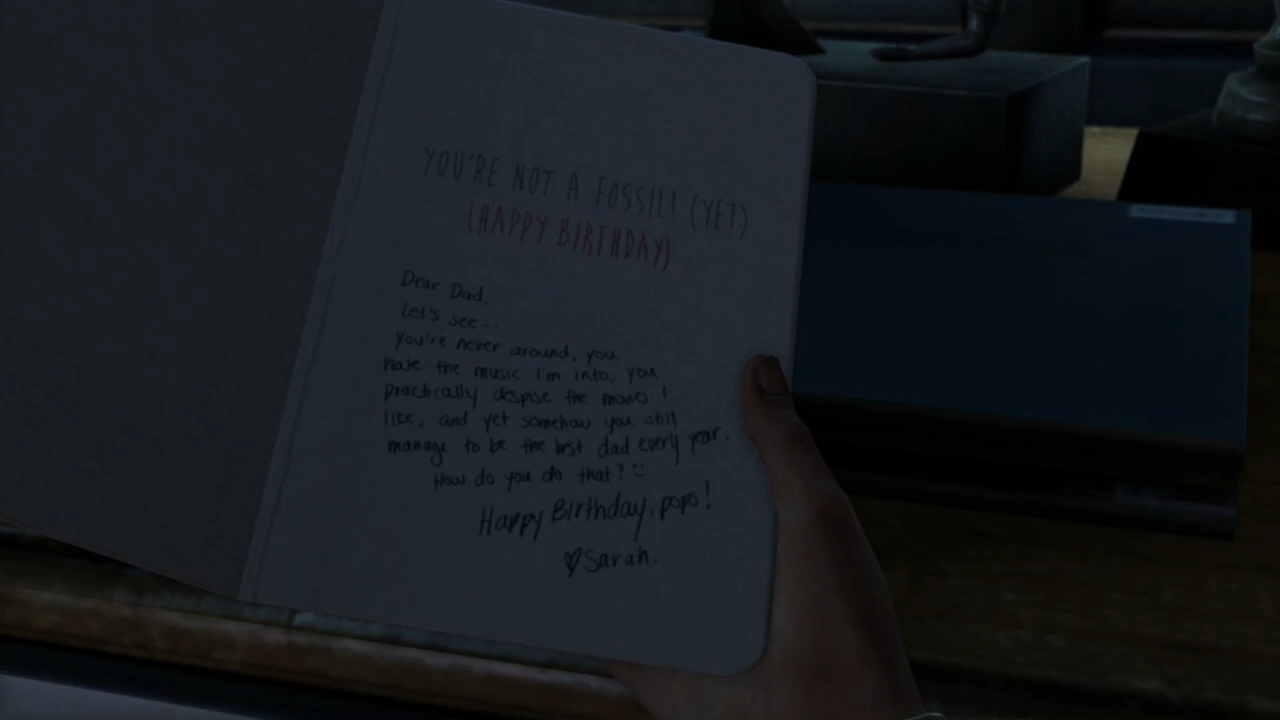 YOU'RE NOT A FOSSIL! (YET)
(HAPPY BIRTHDAY)
Dear Dad,
Let's see...
You're never around, you
hate the music I'm into, you
practically despise the movies I
like, and yet somehow you still
manage to be the best dad every year.
How do you do that? :)
Happy Birthday, pops!
♡Sarah.